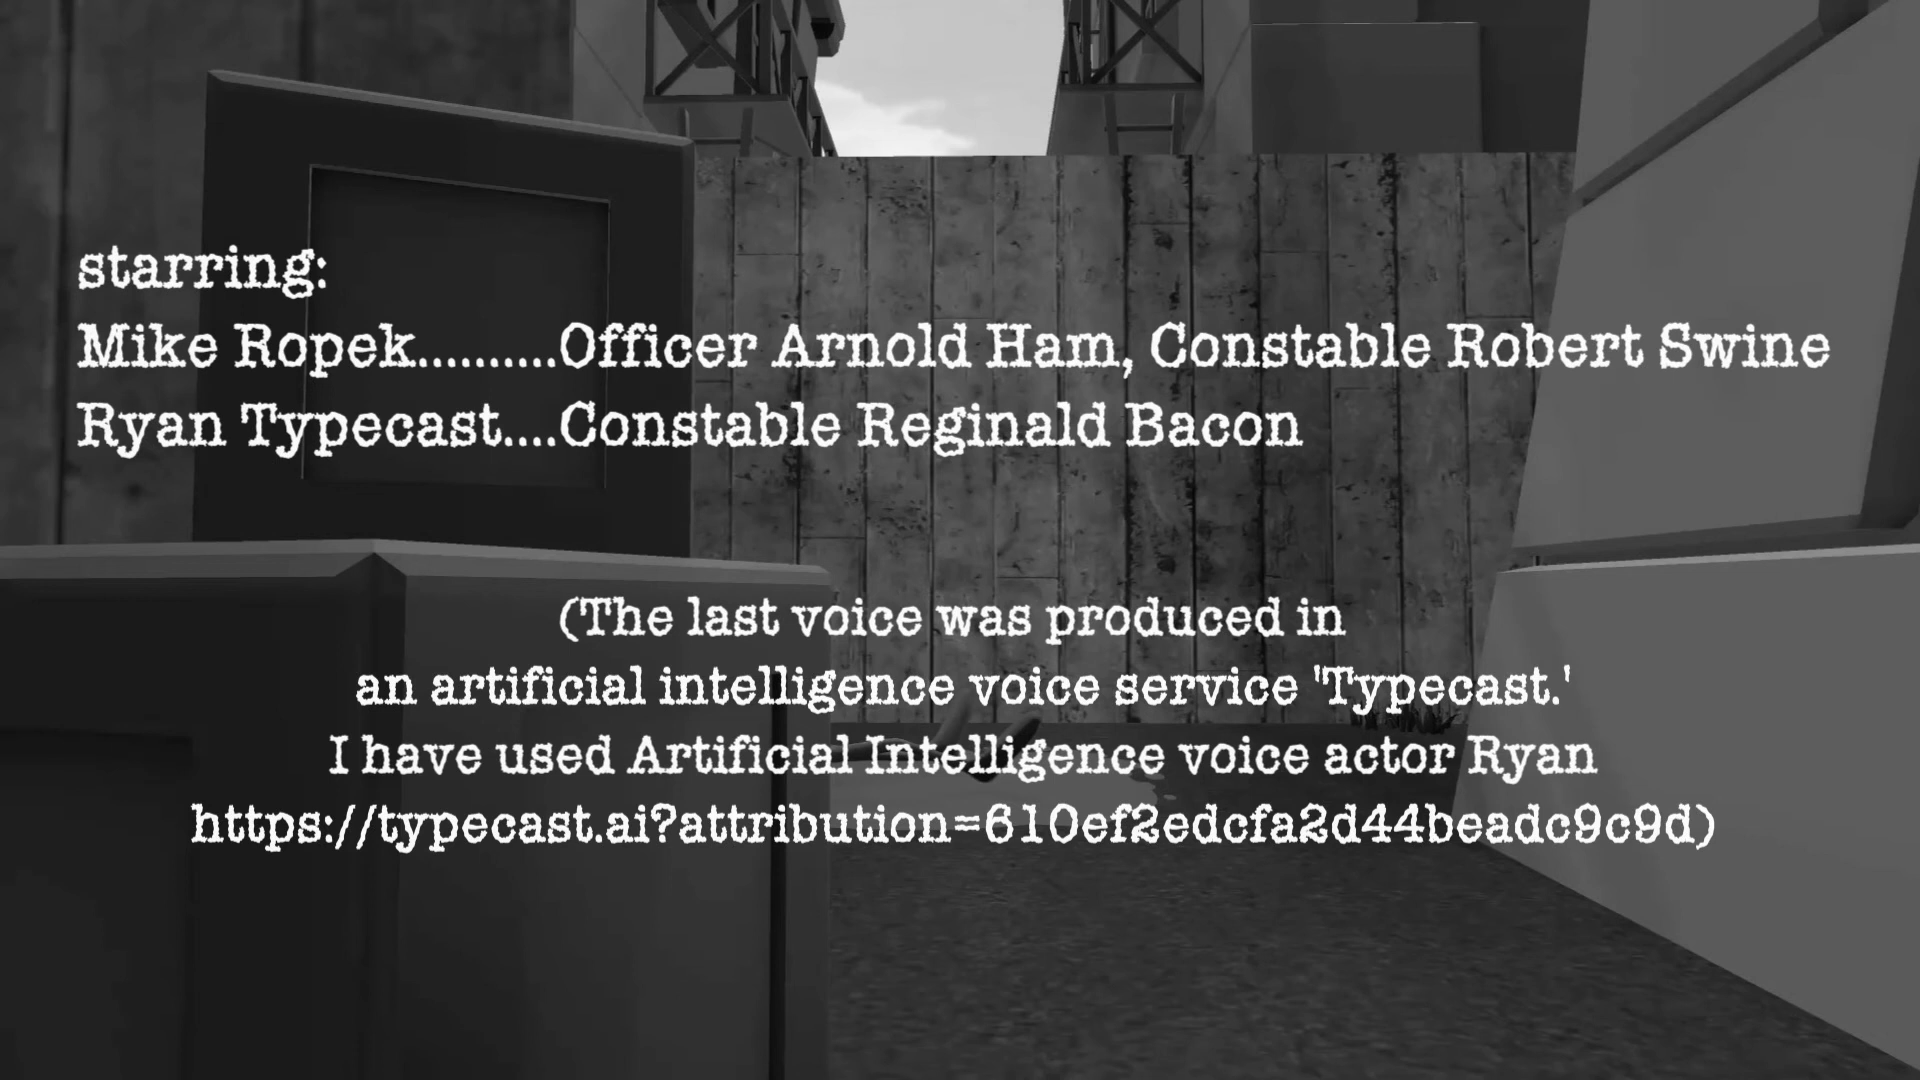 starring:
Mike Ropek..........Officer Arnold Ham, Constable Robert Swine
Ryan Typecast....Constable Reginald Bacon
(The last voice was produced in
an artificial intelligence voice service 'Typecast.'
I have used Artificial Intelligence voice actor Ryan
https://typecast.ai?attribution=610ef2edcfa2d44beadc9c9d)